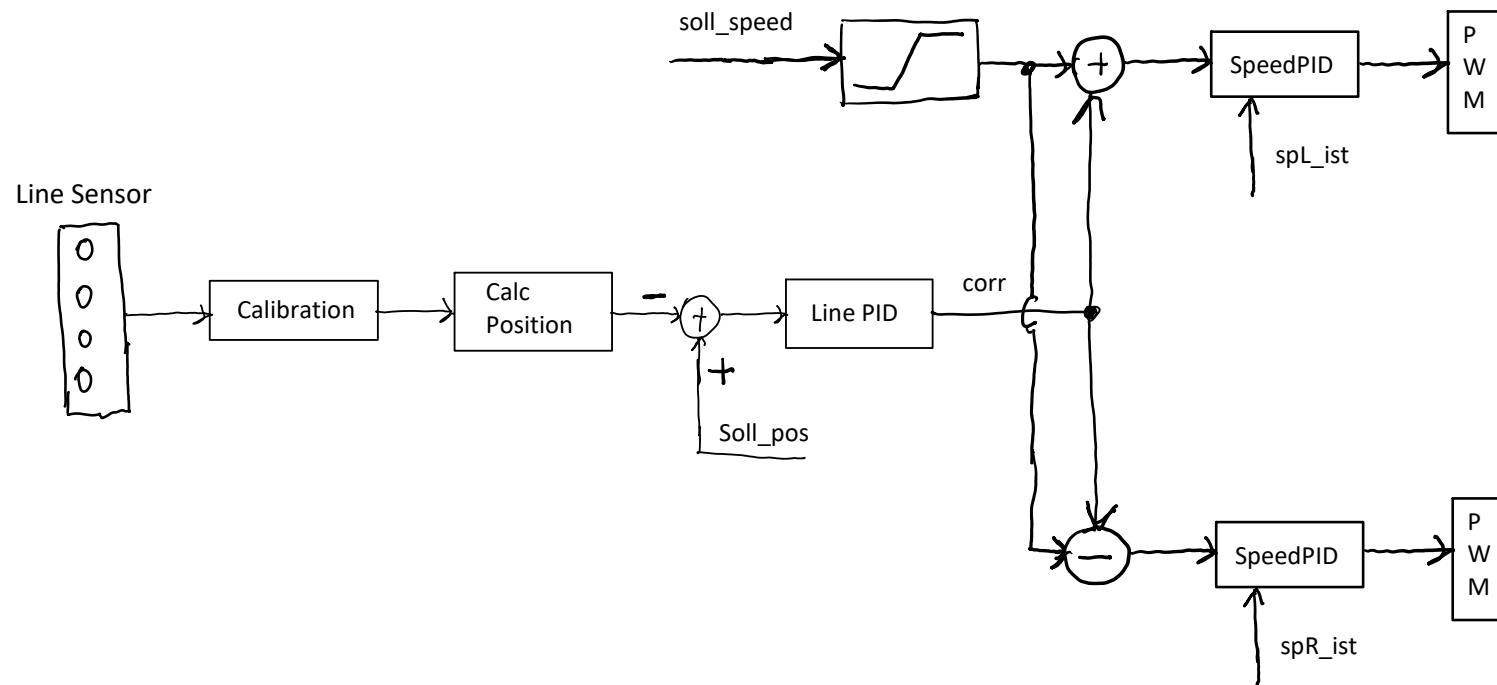 soll_speed
+
SpeedPID
P
W
M
spL_ist
Line Sensor
Calibration
Calc
Position
-
+
+
Soll_pos
Line PID
corr
-
SpeedPID
P
W
M
spR_ist